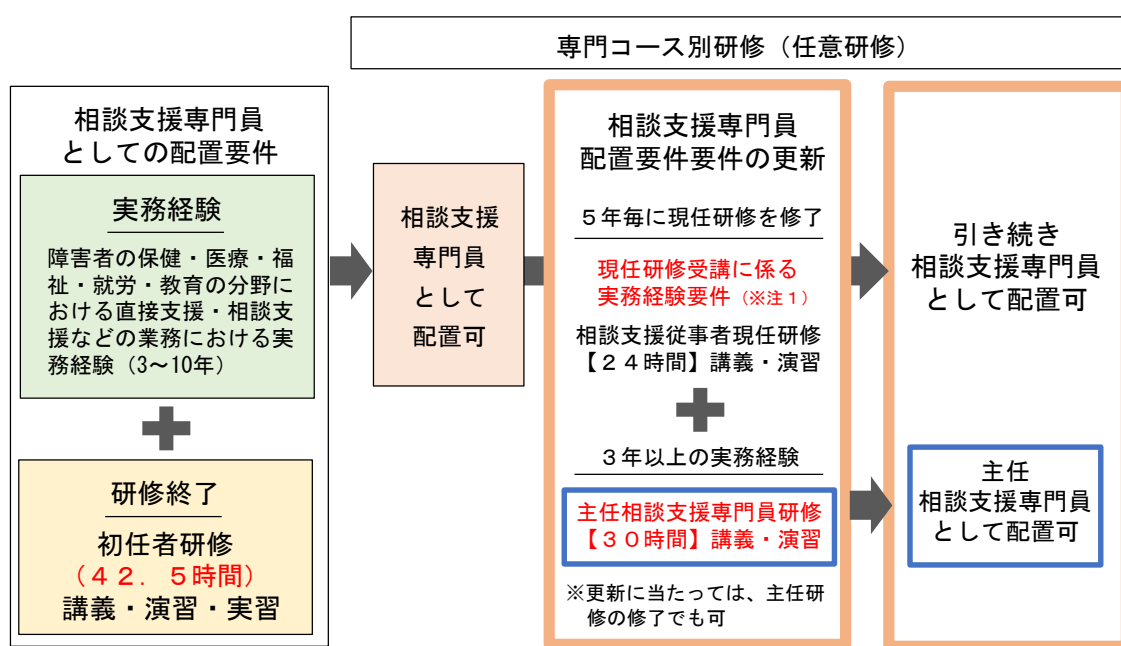 専門コース別研修（任意研修）
相談支援専門員
としての配置要件
実務経験
障害者の保健・医療・福
祉・就労・教育の分野に
おける直接支援・相談支
援などの業務における実
務経験（3～10年）
研修終了
初任者研修
（４２．５時間）
講義・演習・実習
相談支援
専門員
として
配置可
相談支援専門員
配置要件要件の更新
５年毎に現任研修を修了
現任研修受講に係る
実務経験要件（※注１）
相談支援従事者現任研修
【２４時間】講義・演習
３年以上の実務経験
主任相談支援専門員研修
【３０時間】講義・演習
※更新に当たっては、主任研
修の修了でも可
引き続き
相談支援専門員
として配置可
主任
相談支援専門員
として配置可